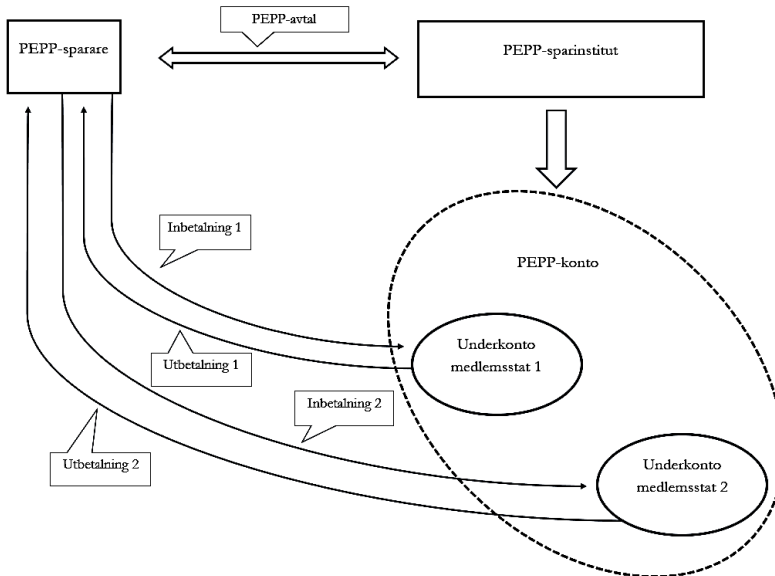 PEPP-avtal
PEPP-sparare
PEPP-sparinstitut
Inbetalning 1
PEPP-konto
Utbetalning 1
Underkonto
medlemsstat 1
Inbetalning 2
Utbetalning 2
Underkonto
medlemsstat 2